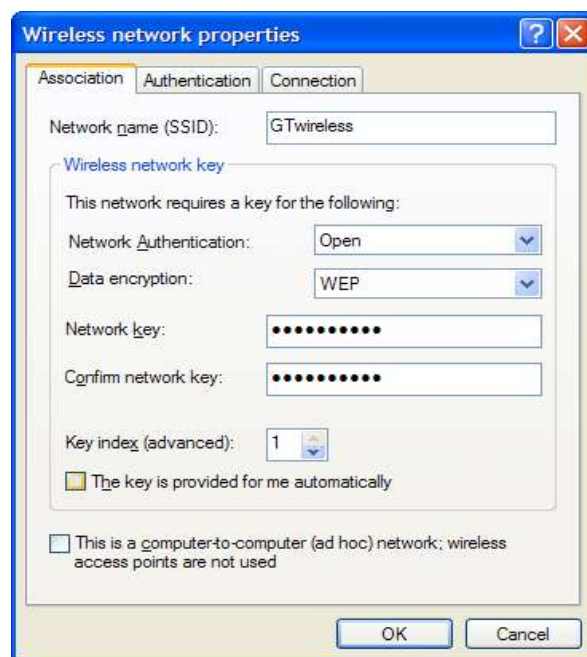 Wireless network properties
Association Authentication Connection
Network name (SSID): GTwireless
Wireless network key
This network requires a key for the following:
Network Authentication: Open
Data encryption: WEP
Network key: ••••••••••
Confirm network key: ••••••••••
Key index (advanced): 1
The key is provided for me automatically
This is a computer-to-computer (ad hoc) network; wireless
access points are not used
OK Cancel